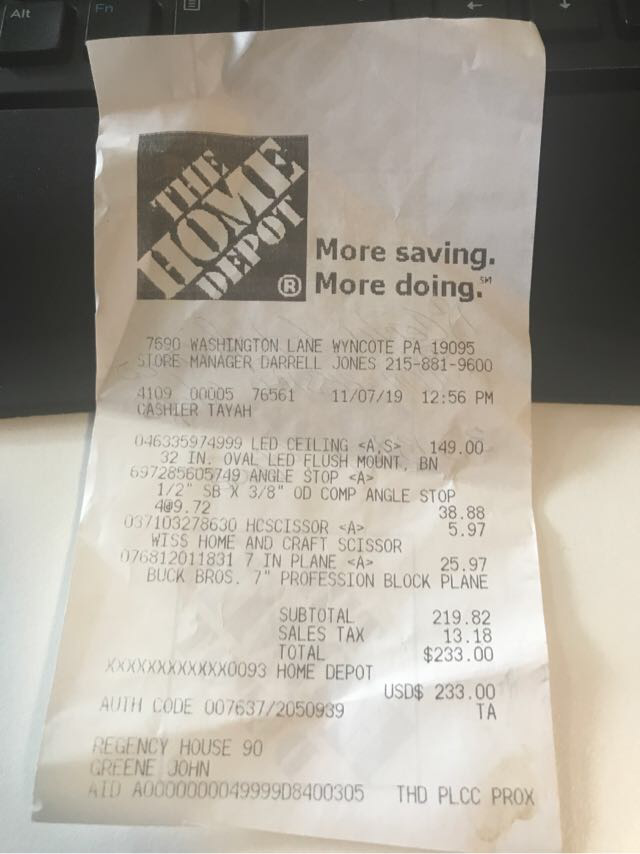 Alt
Fn
THE
HOME
DEPOT
®
More saving.
More doing.℠
7690 WASHINGTON LANE WYNCOTE PA 19095
STORE MANAGER DARRELL JONES 215-881-9600
4109 00005 76561 11/07/19 12:56 PM
CASHIER TAYAH
046335974999 LED CEILING <A,S> 149.00
32 IN. OVAL LED FLUSH MOUNT, BN
697285605749 ANGLE STOP <A>
1/2" SB X 3/8" OD COMP ANGLE STOP
4@9.72 38.88
037103278630 HCSCISSOR <A> 5.97
WISS HOME AND CRAFT SCISSOR
076812011831 7 IN PLANE <A> 25.97
BUCK BROS. 7" PROFESSION BLOCK PLANE
SUBTOTAL 219.82
SALES TAX 13.18
TOTAL $233.00
XXXXXXXXXXXX0093 HOME DEPOT
USD$ 233.00
AUTH CODE 007637/2050939 TA
REGENCY HOUSE 90
GREENE JOHN
AID A0000000049999D8400305 THD PLCC PROX